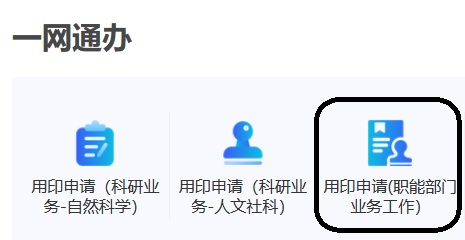 一网通办
用印申请（科研业
务-自然科学）
用印申请（科研业
务-人文社科）
用印申请(职能部门
业务工作）